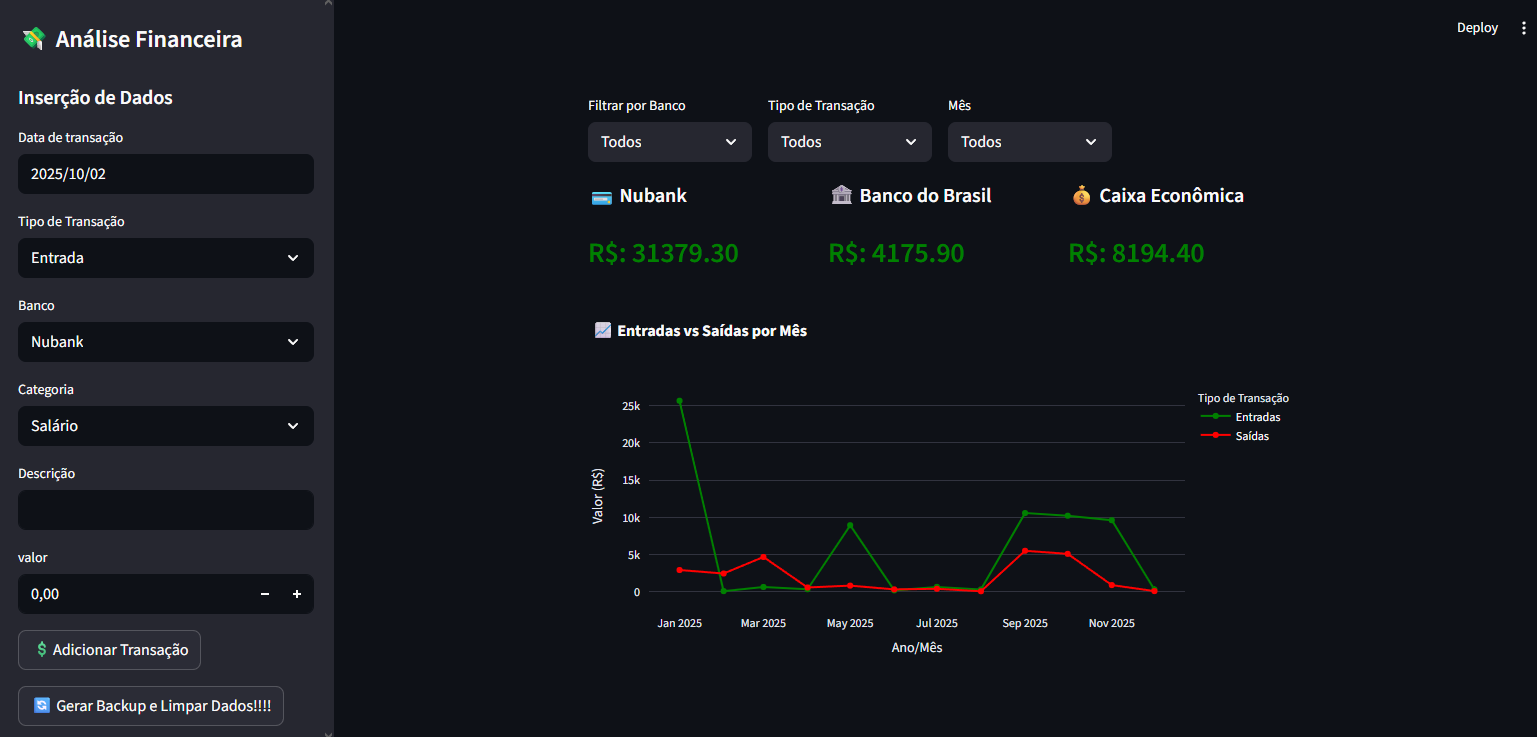 Análise Financeira
Inserção de Dados
Data de transação
2025/10/02
Tipo de Transação
Entrada
Banco
Nubank
Categoria
Salário
Descrição
valor
0,00
Adicionar Transação
Gerar Backup e Limpar Dados!!!!
Deploy
Filtrar por Banco Tipo de Transação Mês
Todos Todos Todos
Nubank Banco do Brasil Caixa Econômica
R$: 31379.30 R$: 4175.90 R$: 8194.40
Entradas vs Saídas por Mês
Tipo de Transação
Entradas
Saídas
Valor (R$)
25k
20k
15k
10k
5k
0
Jan 2025 Mar 2025 May 2025 Jul 2025 Sep 2025 Nov 2025
Ano/Mês